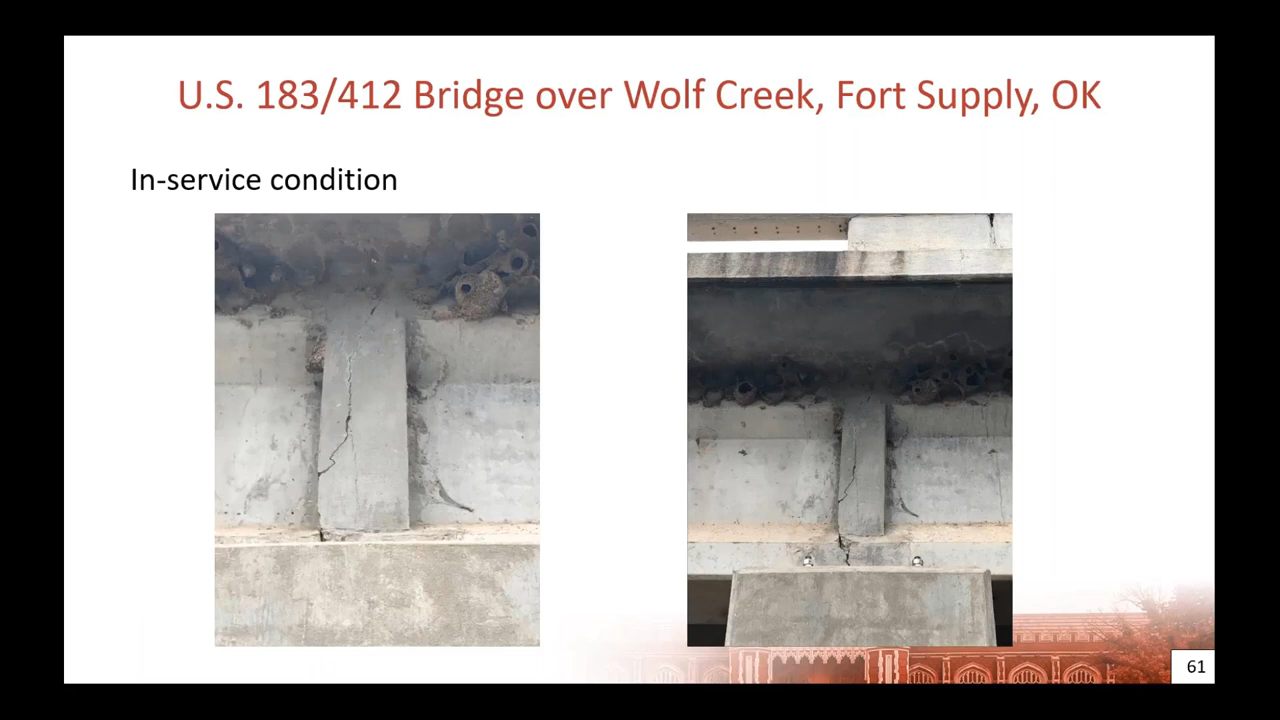 U.S. 183/412 Bridge over Wolf Creek, Fort Supply, OK
In-service condition
61